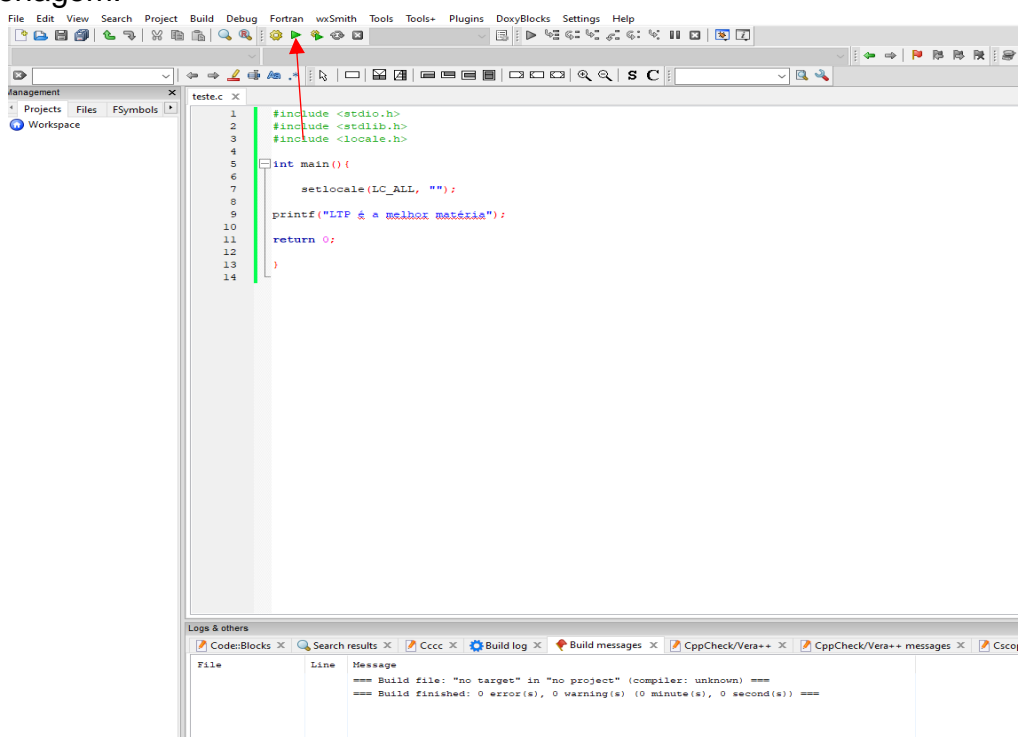 File Edit View Search Project Build Debug Fortran wxSmith Tools Tools+ Plugins DoxyBlocks Settings Help
S C
Management
teste.c
Projects Files FSymbols
Workspace
1 #include <stdio.h>
2 #include <stdlib.h>
3 #include <locale.h>
4
5 int main(){
6
7 setlocale(LC_ALL, "");
8
9 printf("LTP é a melhor matéria");
10
11 return 0;
12
13 }
14
Logs & others
Code::Blocks Search results Cccc Build log Build messages CppCheck/Vera++ CppCheck/Vera++ messages
File Line Message
=== Build file: "no target" in "no project" (compiler: unknown) ===
=== Build finished: 0 error(s), 0 warning(s) (0 minute(s), 0 second(s)) ===